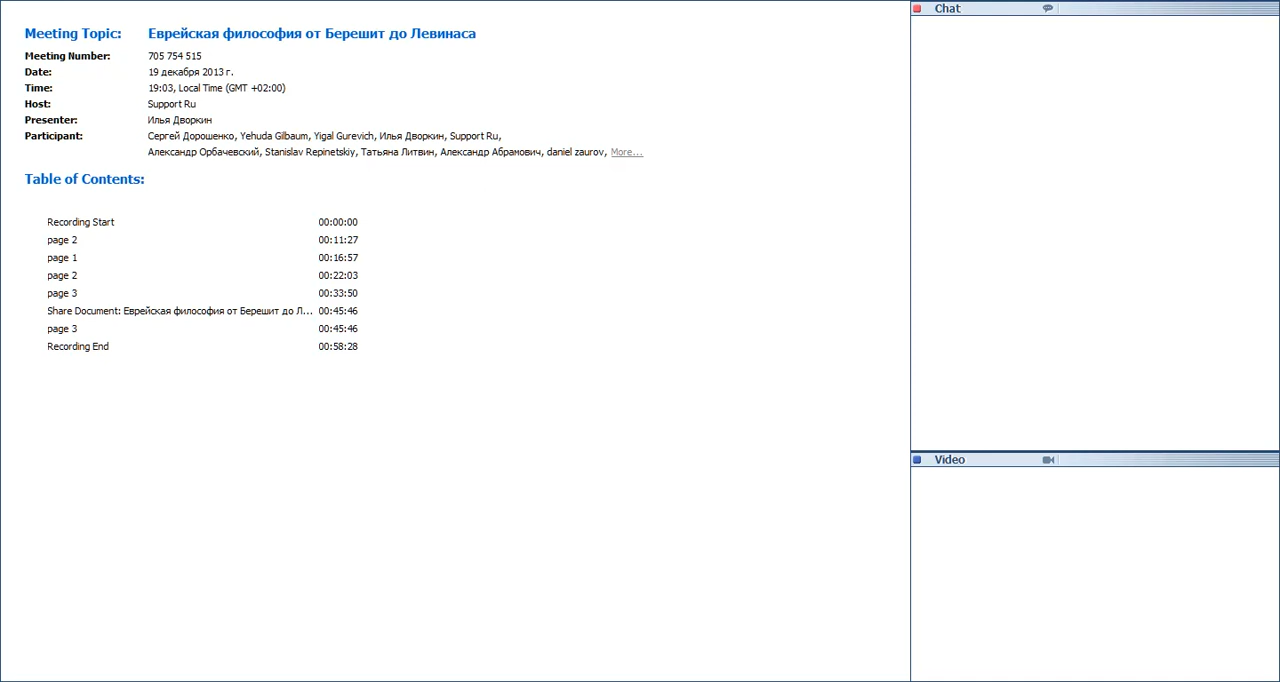 Meeting Topic: Еврейская философия от Берешит до Левинаса
Meeting Number: 705 754 515
Date: 19 декабря 2013 г.
Time: 19:03, Local Time (GMT +02:00)
Host: Support Ru
Presenter: Илья Дворкин
Participant: Сергей Дорошенко, Yehuda Gilbaum, Yigal Gurevich, Илья Дворкин, Support Ru,
Александр Орбачевский, Stanislav Repinetskiy, Татьяна Литвин, Александр Абрамович, daniel zaurov, More...
Table of Contents:
Recording Start 00:00:00
page 2 00:11:27
page 1 00:16:57
page 2 00:22:03
page 3 00:33:50
Share Document: Еврейская философия от Берешит до Л... 00:45:46
page 3 00:45:46
Recording End 00:58:28
Chat
Video